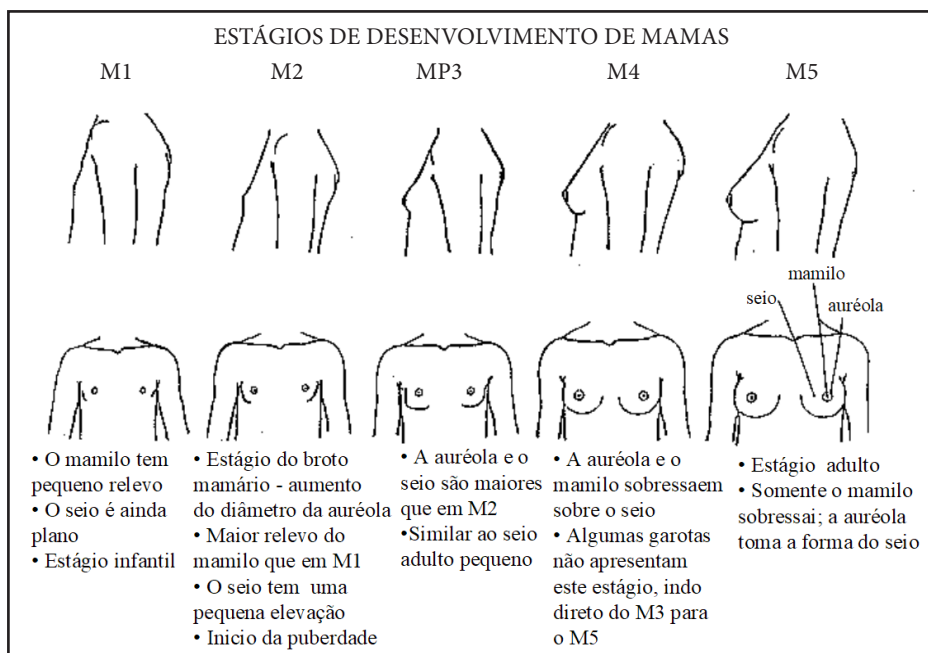 ESTÁGIOS DE DESENVOLVIMENTO DE MAMAS
M1
M2
MP3
M4
M5
mamilo
seio
auréola
• O mamilo tem
pequeno relevo
• O seio é ainda
plano
• Estágio infantil
• Estágio do broto
mamário - aumento
do diâmetro da auréola
• Maior relevo do
mamilo que em M1
• O seio tem uma
pequena elevação
• Inicio da puberdade
• A auréola e o
seio são maiores
que em M2
•Similar ao seio
adulto pequeno
• A auréola e o
mamilo sobressaem
sobre o seio
• Algumas garotas
não apresentam
este estágio, indo
direto do M3 para
o M5
• Estágio adulto
• Somente o mamilo
sobressai; a auréola
toma a forma do seio